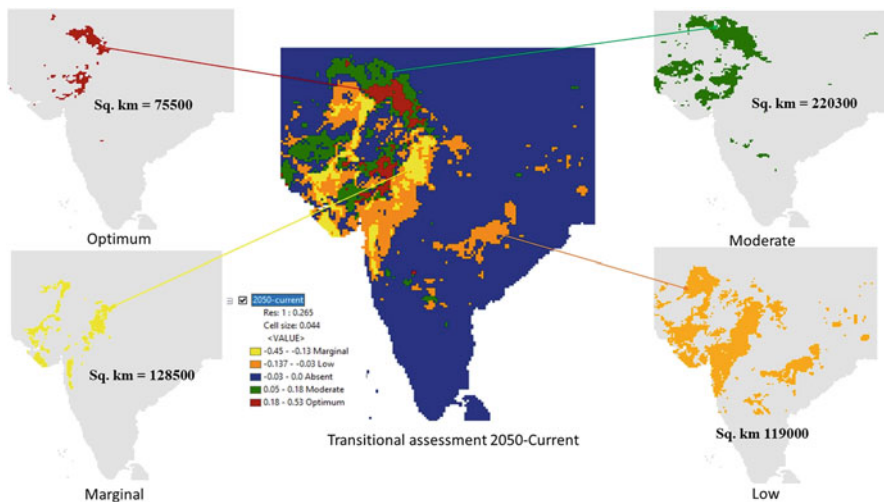 Sq. km = 75500
Optimum
Sq. km = 220300
Moderate
Sq. km = 128500
Marginal
2050-current
Res: 1 : 0.265
Cell size: 0.044
<VALUE>
-0.45 - -0.13 Marginal
-0.137 - -0.03 Low
-0.03 - 0.0 Absent
0.05 - 0.18 Moderate
0.18 - 0.53 Optimum
Transitional assessment 2050-Current
Sq. km 119000
Low